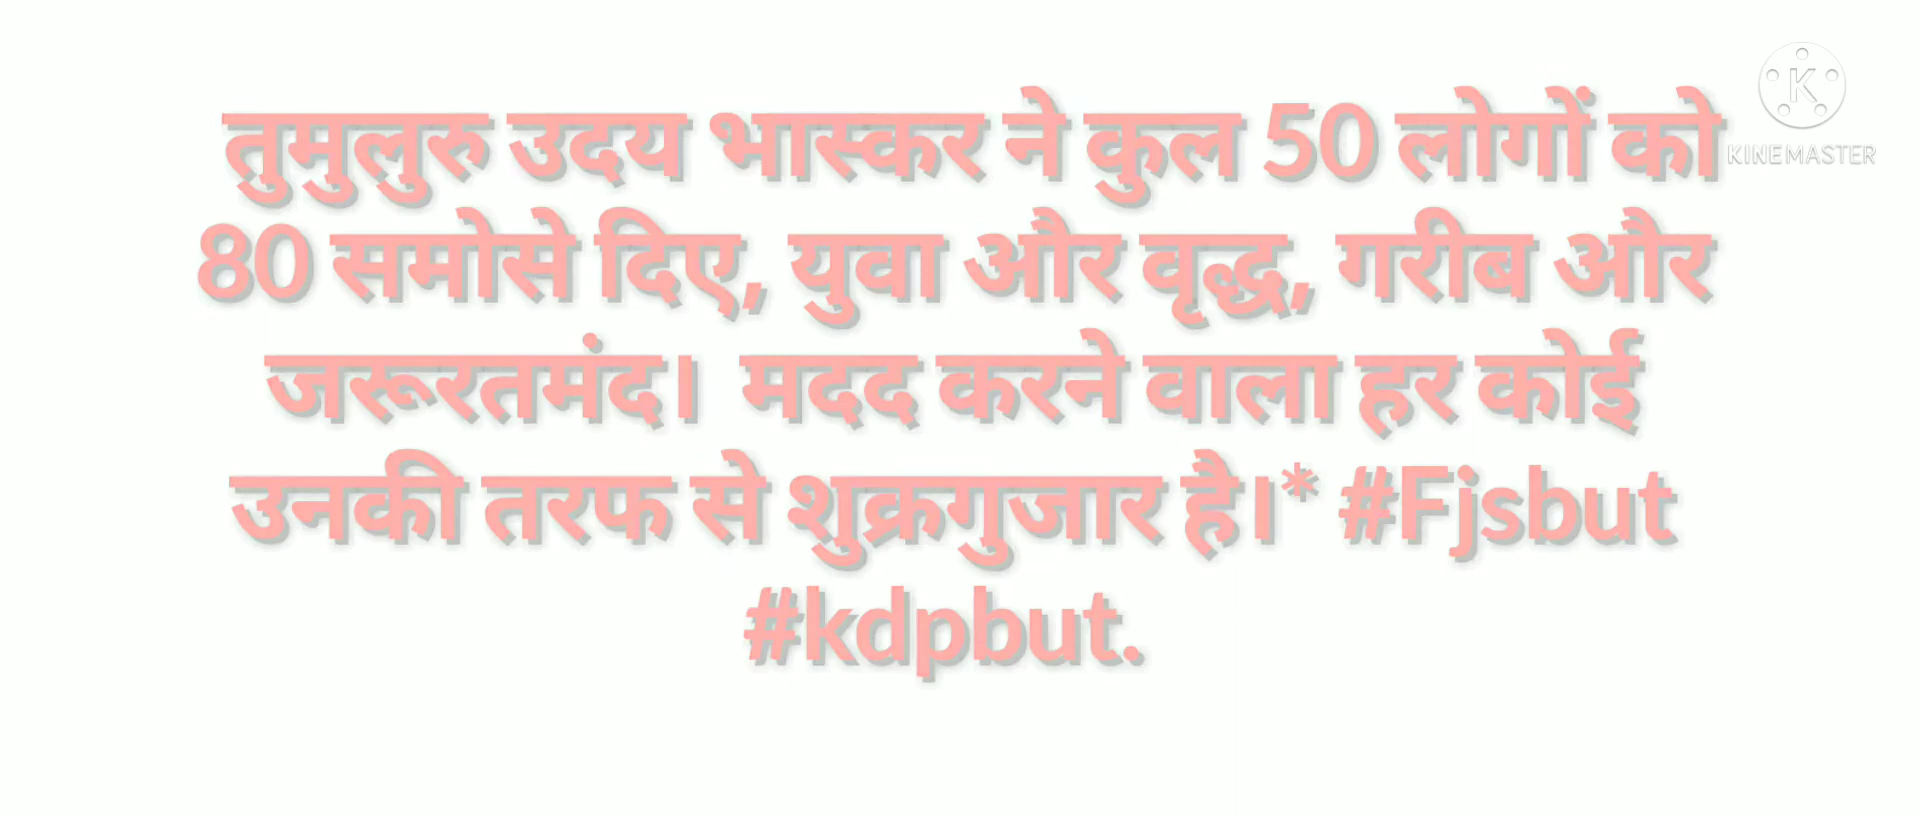 तुमुलुरु उदय भास्कर ने कुल 50 लोगों को
80 समोसे दिए, युवा और वृद्ध, गरीब और
जरूरतमंद। मदद करने वाला हर कोई
उनकी तरफ से शुक्रगुजार है।* #Fjsbut
#kdpbut.
K
KINEMASTER